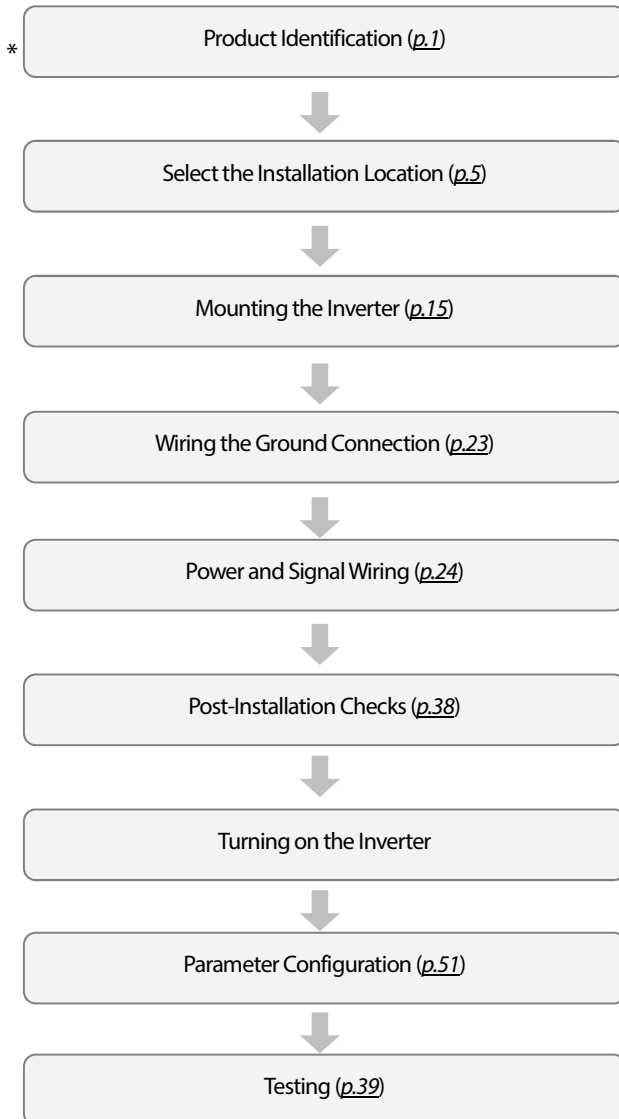 *
Product Identification (p.1)
Select the Installation Location (p.5)
Mounting the Inverter (p.15)
Wiring the Ground Connection (p.23)
Power and Signal Wiring (p.24)
Post-Installation Checks (p.38)
Turning on the Inverter
Parameter Configuration (p.51)
Testing (p.39)